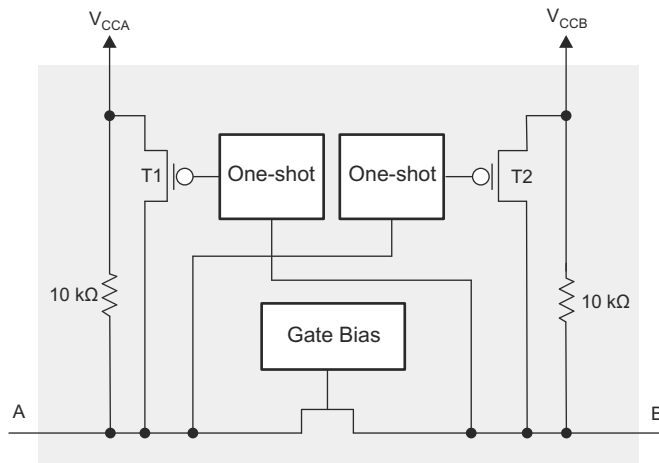 V_CCA
V_CCB
T1
One-shot
One-shot
T2
10 kΩ
10 kΩ
Gate Bias
A
B